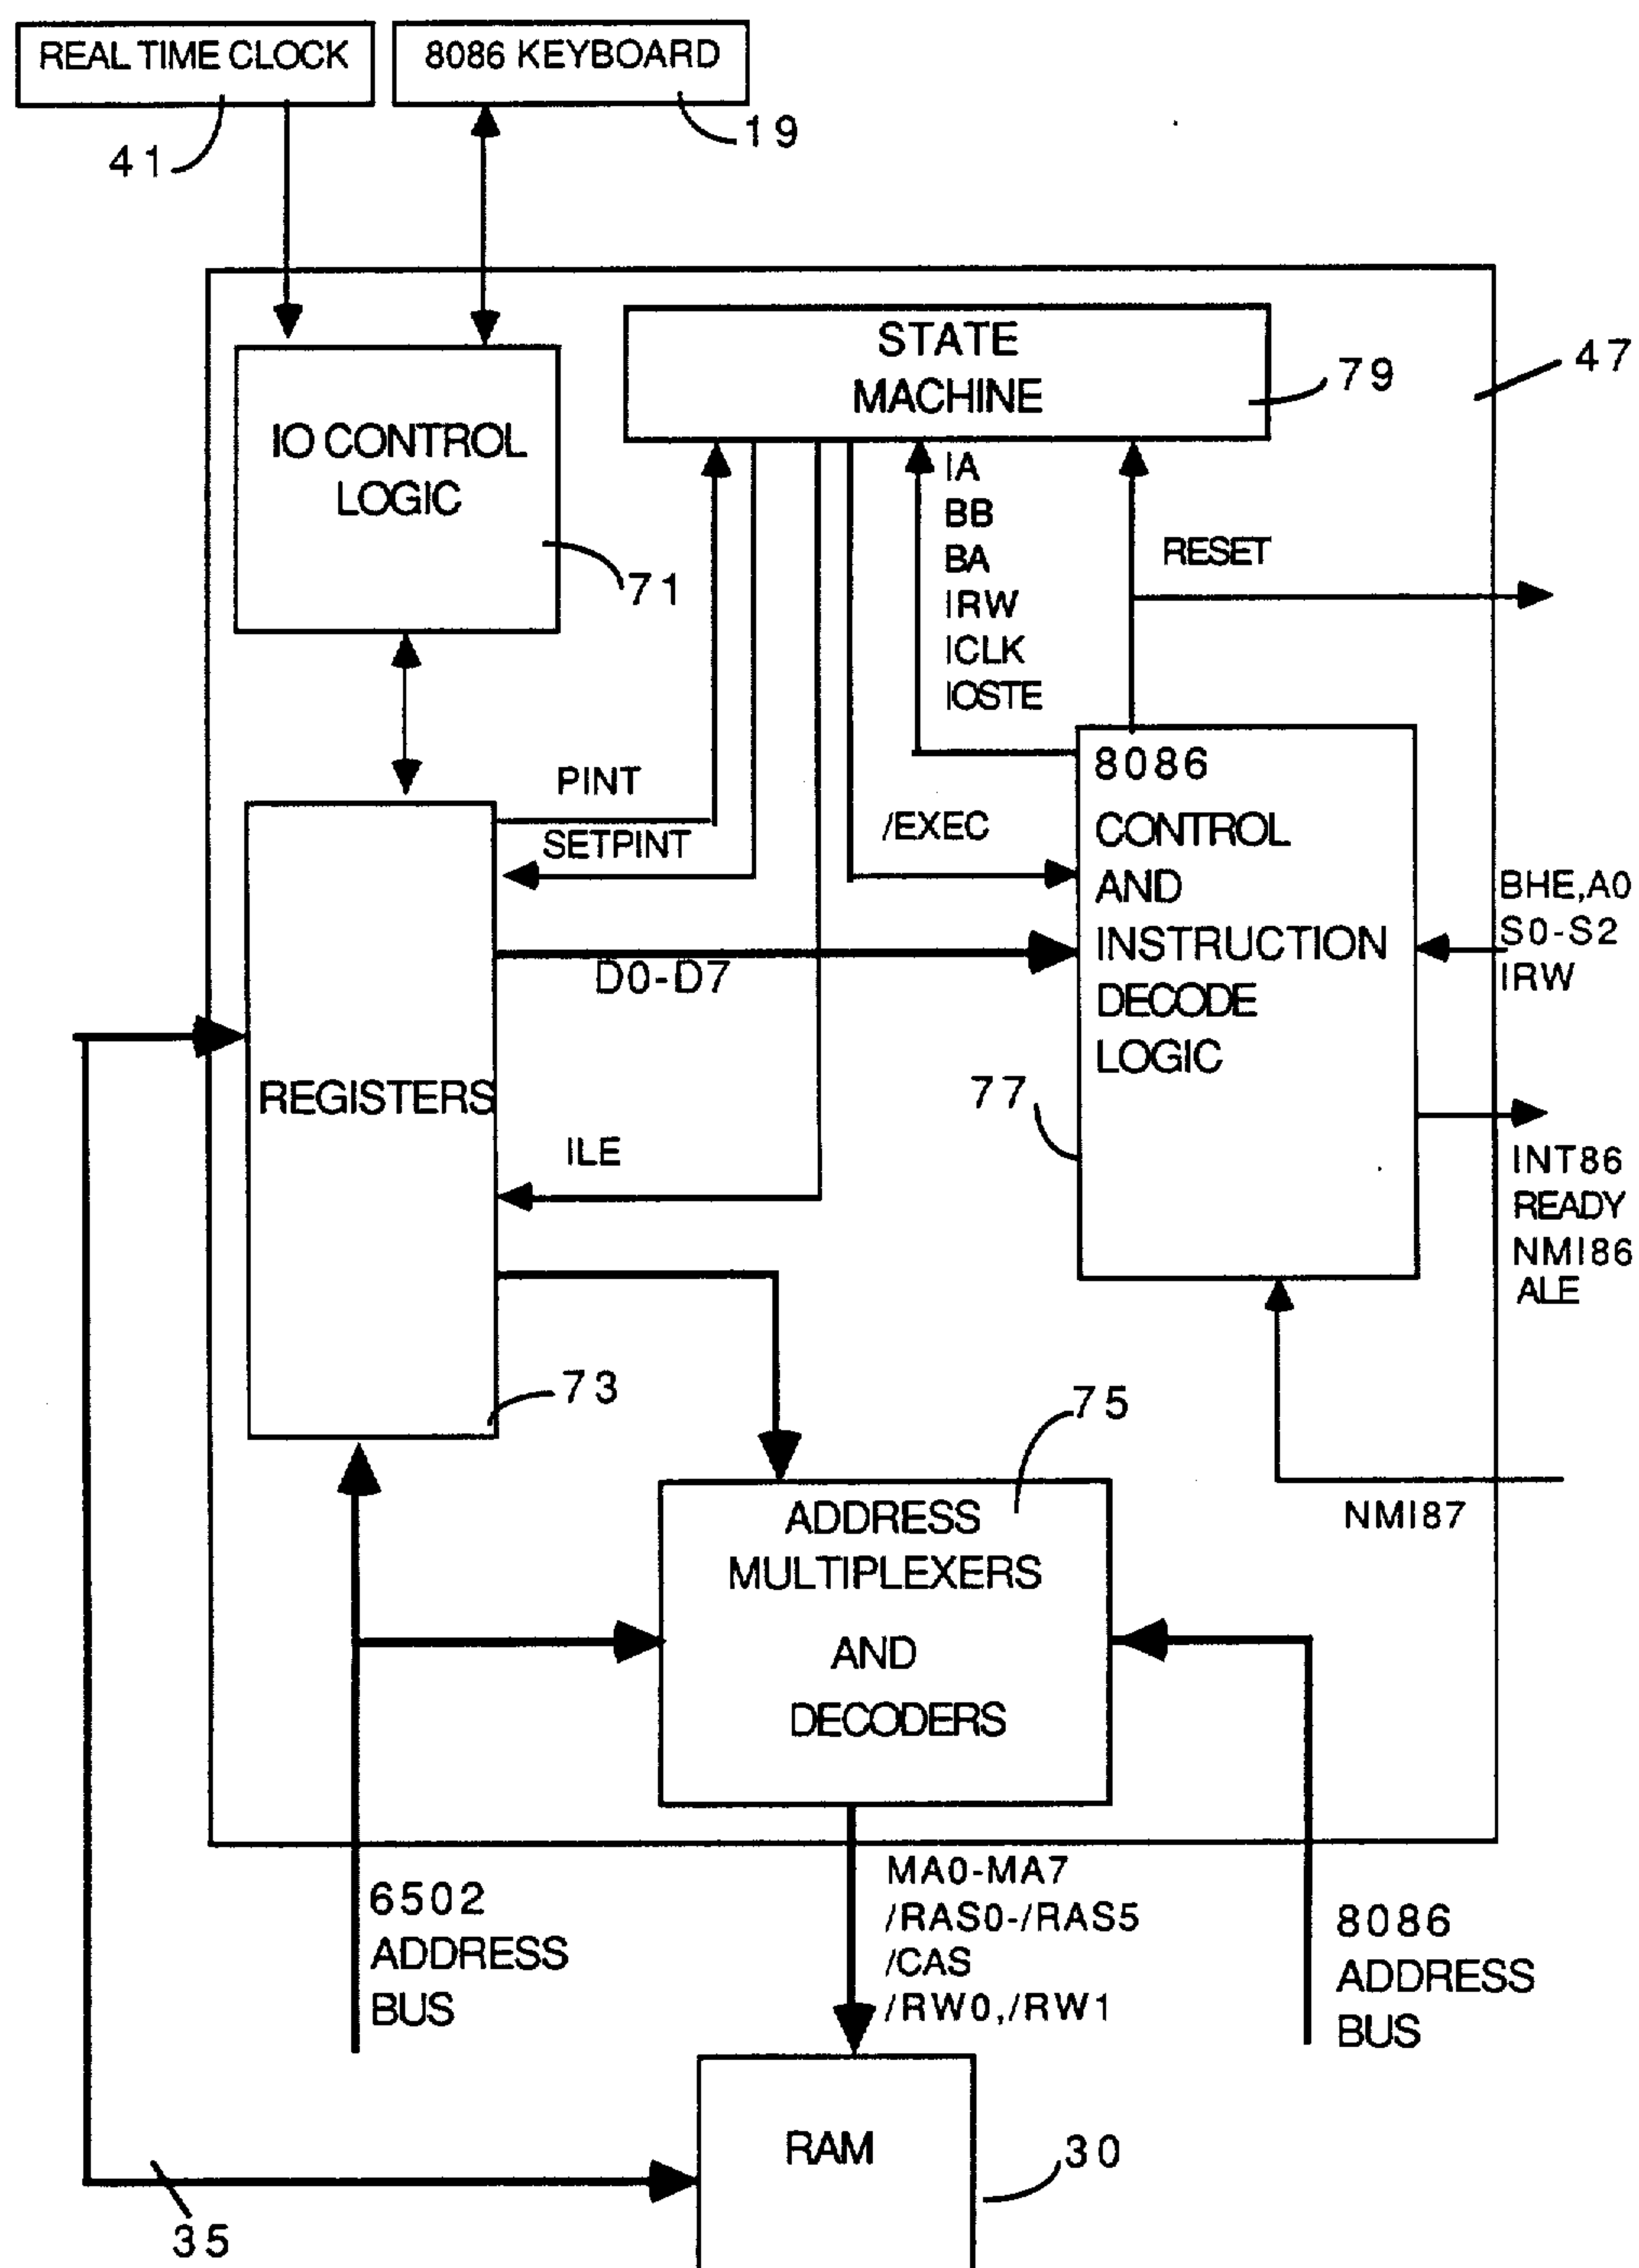 REAL TIME CLOCK
8086 KEYBOARD
41
19
STATE
MACHINE
79
47
IO CONTROL
LOGIC
71
IA
BB
BA
IRW
ICLK
IOSTE
RESET
PINT
SETPINT
/EXEC
8086
CONTROL
AND
INSTRUCTION
DECODE
LOGIC
77
BHE,A0
S0-S2
IRW
D0-D7
REGISTERS
ILE
INT86
READY
NMI86
ALE
73
75
NMI87
ADDRESS
MULTIPLEXERS
AND
DECODERS
6502
ADDRESS
BUS
MA0-MA7
/RAS0-/RAS5
/CAS
/RW0,/RW1
8086
ADDRESS
BUS
RAM
30
35